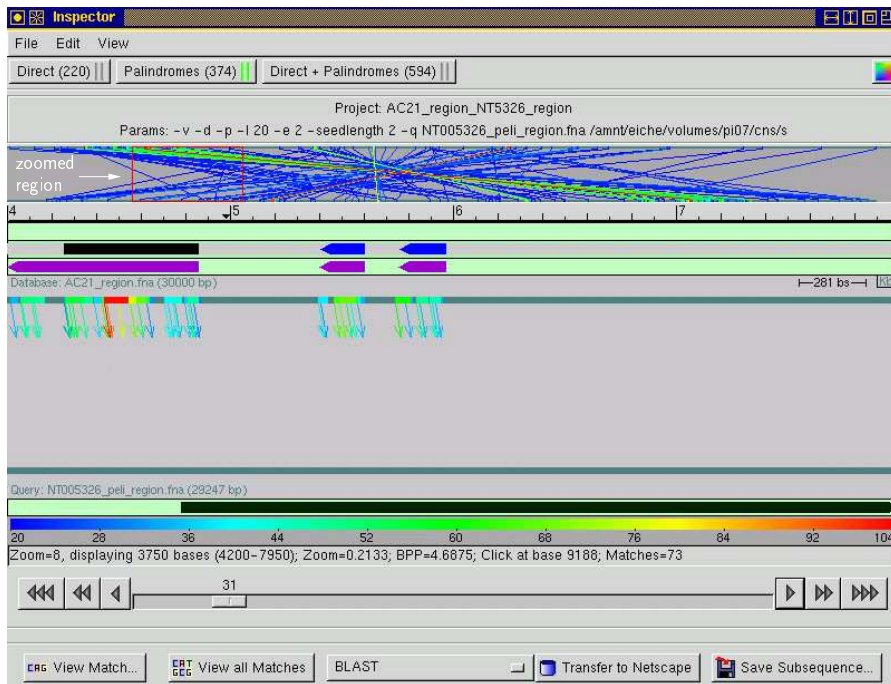 Inspector
File Edit View
Direct (220) Palindromes (374) Direct + Palindromes (594)
Project: AC21_region_NT5326_region
Params: -v -d -p -l 20 -e 2 -seedlength 2 -q NT005326_peli_region.fna /amnt/eiche/volumes/pi07/cns/s
zoomed
region
4 5 6 7
Database: AC21_region.fna (30000 bp) 281 bs
Query: NT005326_peli_region.fna (29247 bp)
20 28 36 44 52 60 68 76 84 92 104
Zoom=8, displaying 3750 bases (4200-7950); Zoom=0.2133; BPP=4.6875; Click at base 9188; Matches=73
31
CAG View Match... CAT GCG View all Matches BLAST Transfer to Netscape Save Subsequence...